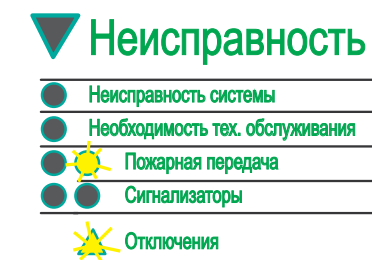 Неисправность
Неисправность системы
Необходимость тех. обслуживания
Пожарная передача
Сигнализаторы
Отключения